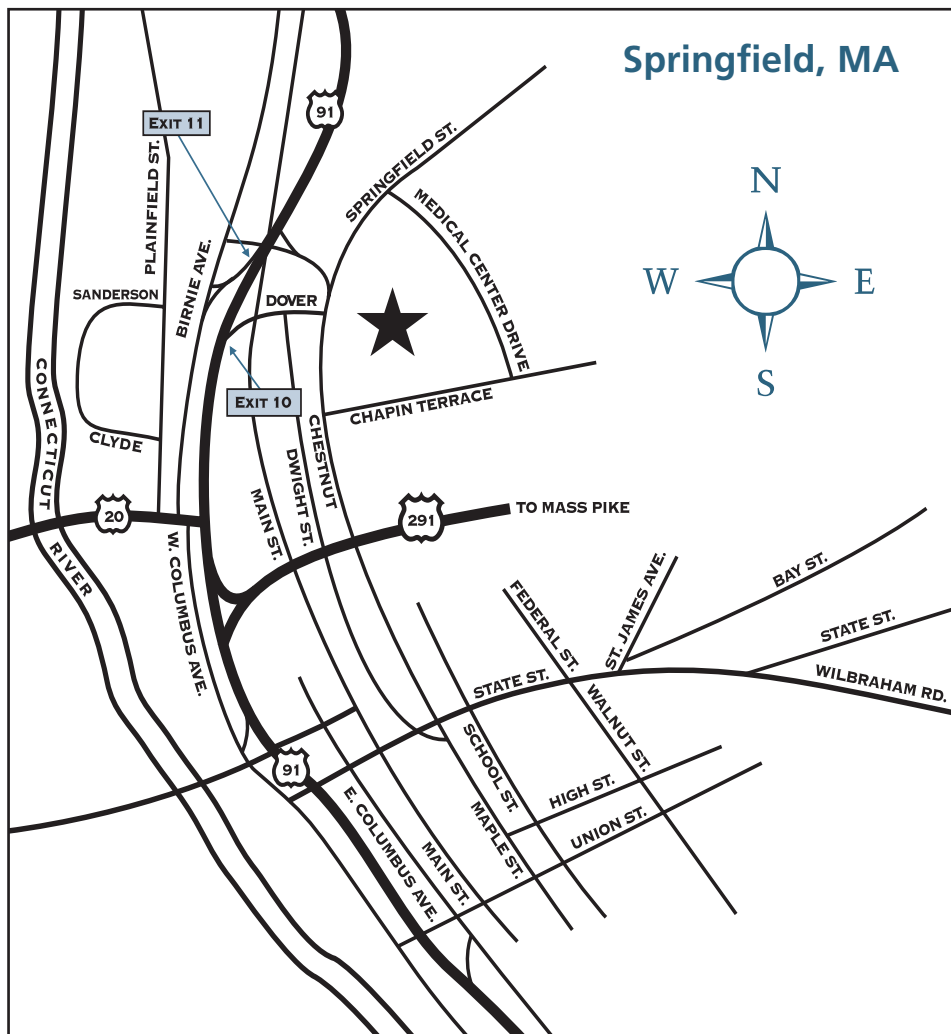 Springfield, MA
91
EXIT 11
SPRINGFIELD ST.
PLAINFIELD ST.
MEDICAL CENTER DRIVE
N
W
E
S
BIRNIE AVE.
SANDERSON
DOVER
EXIT 10
CHAPIN TERRACE
CONNECTICUT
RIVER
CLYDE
CHESTNUT
DWIGHT ST.
MAIN ST.
20
291
TO MASS PIKE
W. COLUMBUS AVE.
FEDERAL ST.
ST. JAMES AVE.
BAY ST.
STATE ST.
WILBRAHAM RD.
STATE ST.
WALNUT ST.
SCHOOL ST.
91
HIGH ST.
E. COLUMBUS AVE.
MAIN ST.
MAPLE ST.
UNION ST.